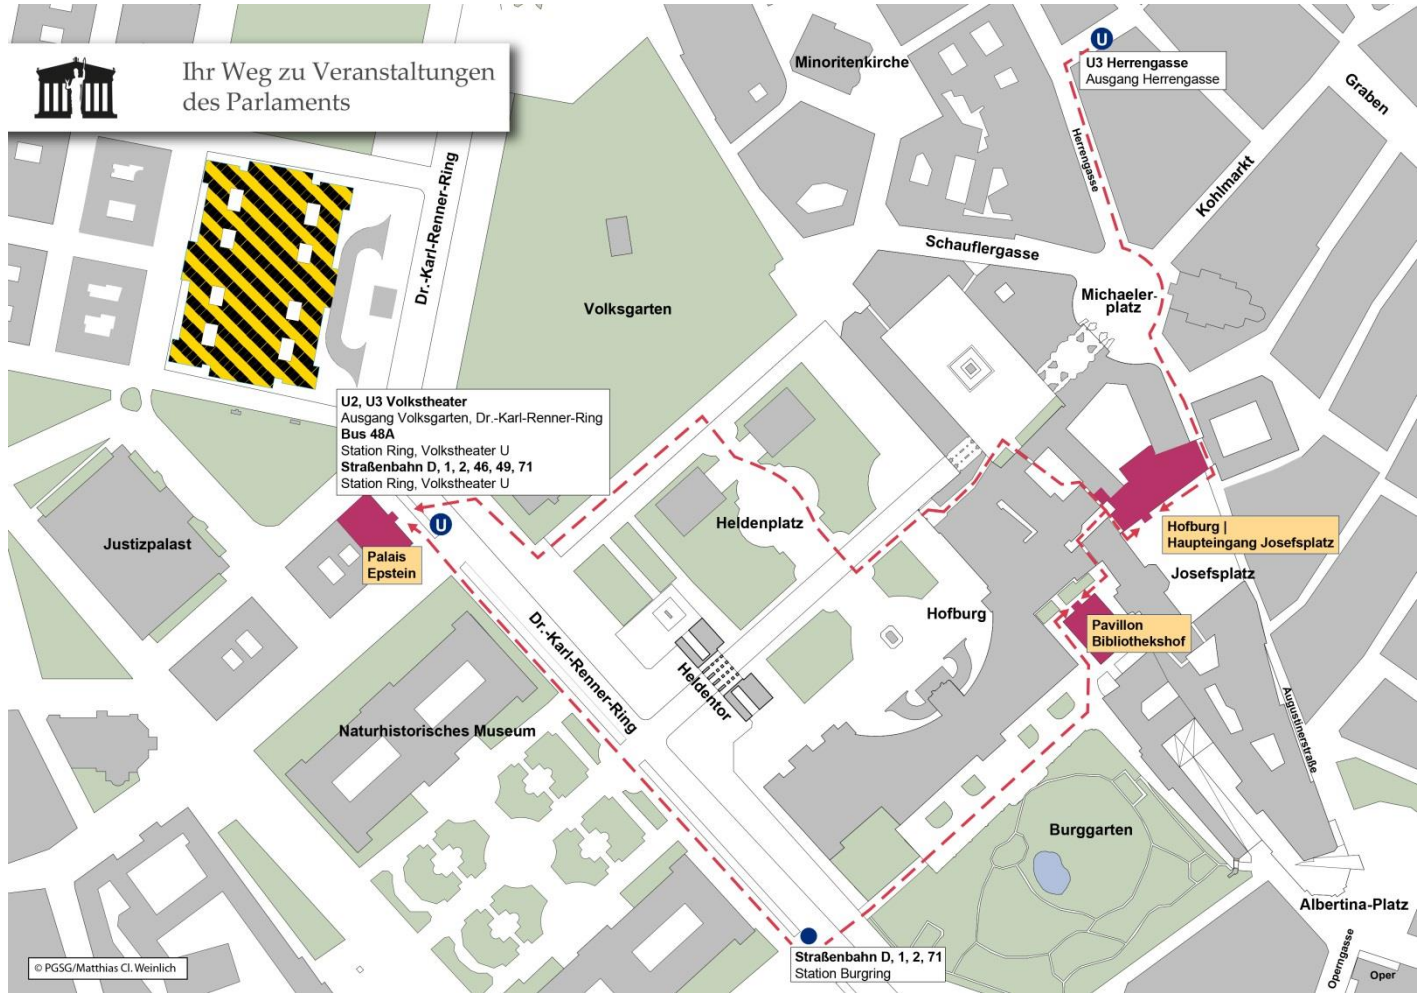 Ihr Weg zu Veranstaltungen
des Parlaments
Minoritenkirche
U
U3 Herrengasse
Ausgang Herrengasse
Graben
Herrengasse
Kohlmarkt
Dr.-Karl-Renner-Ring
Schauflergasse
Michaeler-
platz
Volksgarten
U2, U3 Volkstheater
Ausgang Volksgarten, Dr.-Karl-Renner-Ring
Bus 48A
Station Ring, Volkstheater U
Straßenbahn D, 1, 2, 46, 49, 71
Station Ring, Volkstheater U
U
Heldenplatz
Hofburg |
Haupteingang Josefsplatz
Justizpalast
Palais
Epstein
Josefsplatz
Hofburg
Pavillon
Bibliothekshof
Dr.-Karl-Renner-Ring
Heldentor
Augustinerstraße
Naturhistorisches Museum
Burggarten
Albertina-Platz
Straßenbahn D, 1, 2, 71
Station Burgring
Operngasse
Oper
© PGSG/Matthias Cl. Weinlich